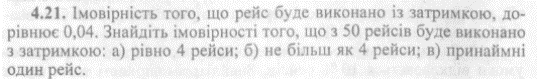 4.21. Імовірність того, що рейс буде виконано із затримкою, до-
рівнює 0,04. Знайдіть імовірності того, що з 50 рейсів буде виконано
з затримкою: а) рівно 4 рейси; б) не більш як 4 рейси; в) принаймні
один рейс.